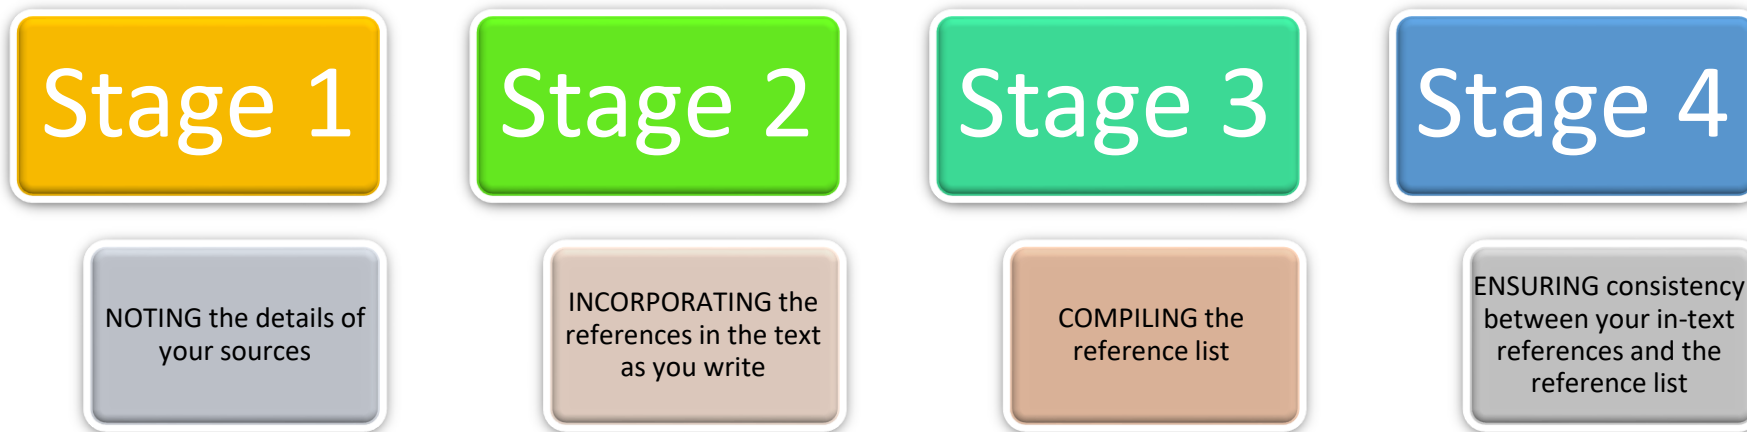 Stage 1
Stage 2
Stage 3
Stage 4
NOTING the details of
your sources
INCORPORATING the
references in the text
as you write
COMPILING the
reference list
ENSURING consistency
between your in-text
references and the
reference list